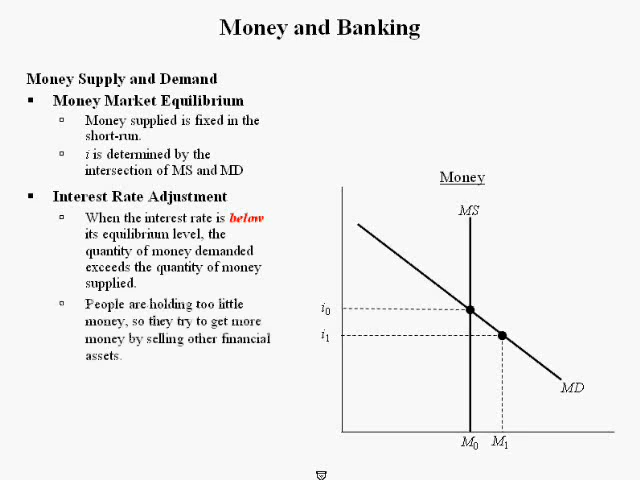 Money and Banking
Money Supply and Demand
Money Market Equilibrium
Money supplied is fixed in the
short-run.
i is determined by the
intersection of MS and MD
Interest Rate Adjustment
When the interest rate is below
its equilibrium level, the
quantity of money demanded
exceeds the quantity of money
supplied.
People are holding too little
money, so they try to get more
money by selling other financial
assets.
Money
MS
i₀
i₁
MD
M₀ M₁